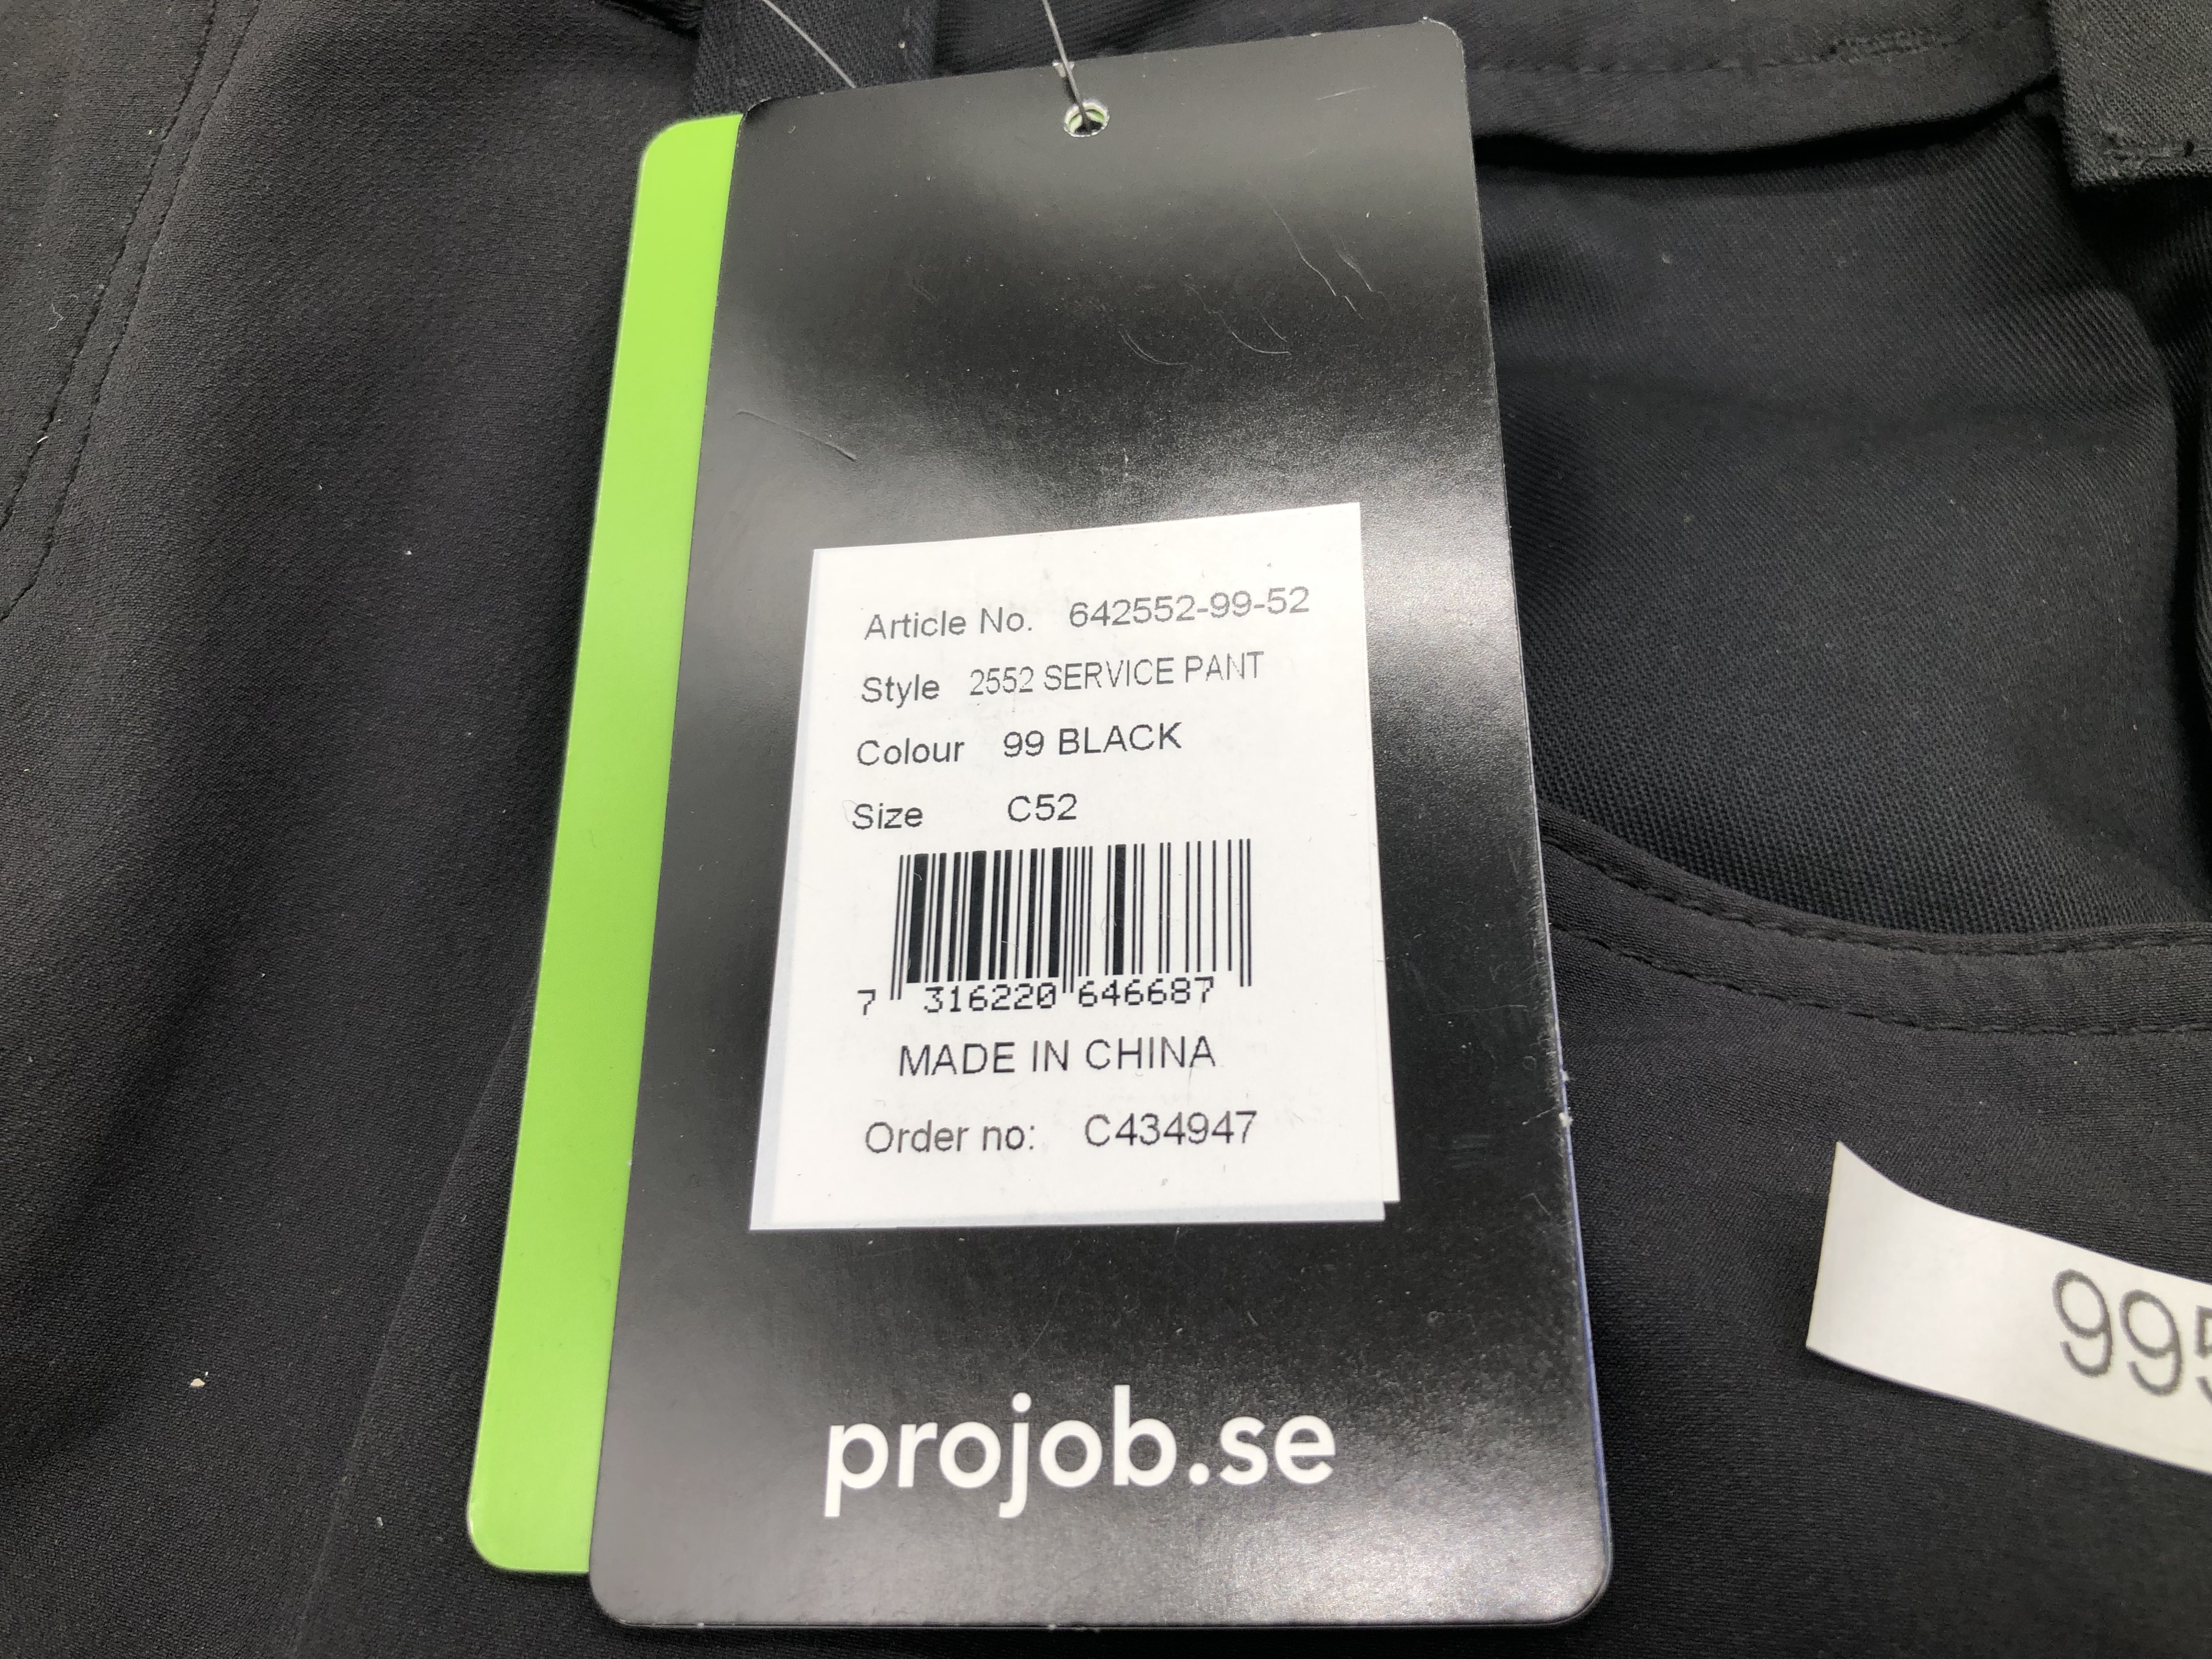 Article No. 642552-99-52
Style 2552 SERVICE PANT
Colour 99 BLACK
Size C52
7 316220 646687
MADE IN CHINA
Order no: C434947
projob.se
995